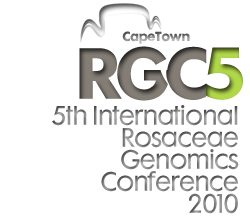 CapeTown
RGC5
5th International
Rosaceae
Genomics
Conference
2010